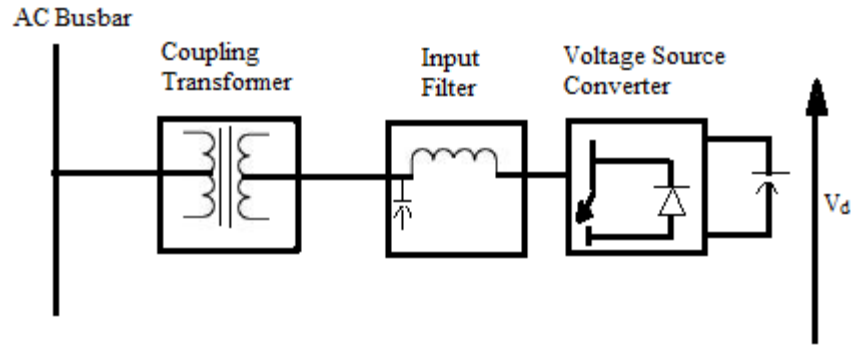 AC Busbar
Coupling
Transformer
Input
Filter
Voltage Source
Converter
Vd